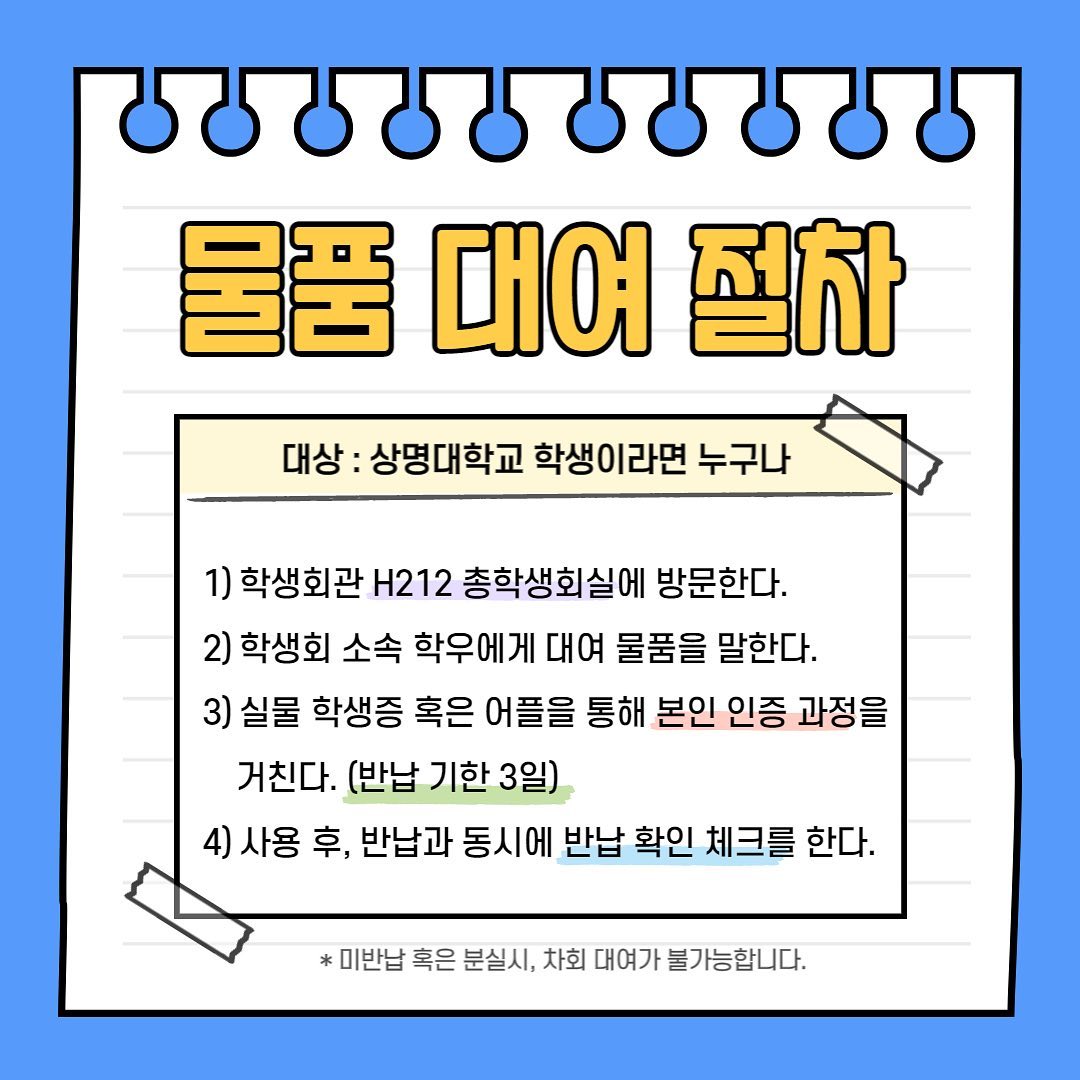 물품 대여 절차
대상 : 상명대학교 학생이라면 누구나
1) 학생회관 H212 총학생회실에 방문한다.
2) 학생회 소속 학우에게 대여 물품을 말한다.
3) 실물 학생증 혹은 어플을 통해 본인 인증 과정을
거친다. (반납 기한 3일)
4) 사용 후, 반납과 동시에 반납 확인 체크를 한다.
* 미반납 혹은 분실시, 차회 대여가 불가능합니다.